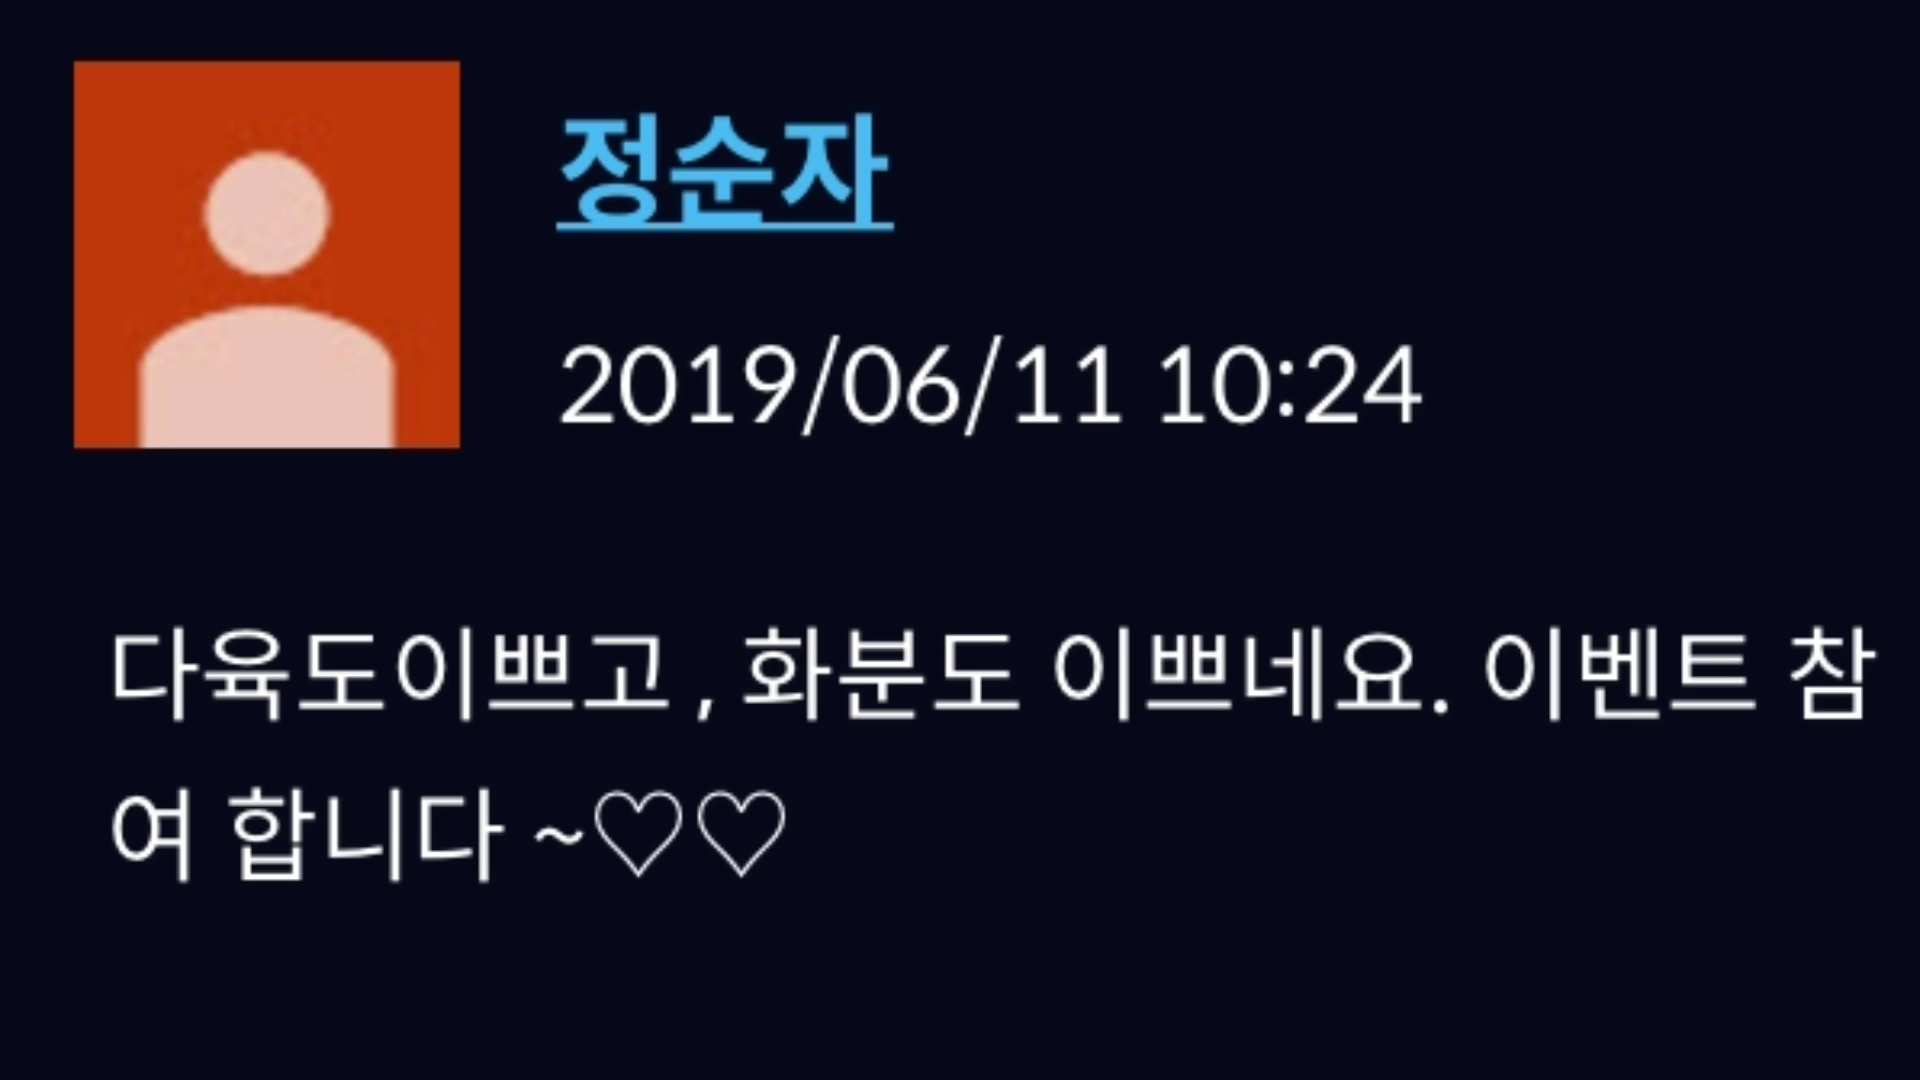 정순자
2019/06/11 10:24
다육도이쁘고 , 화분도 이쁘네요. 이벤트 참
여 합니다 ~♡♡